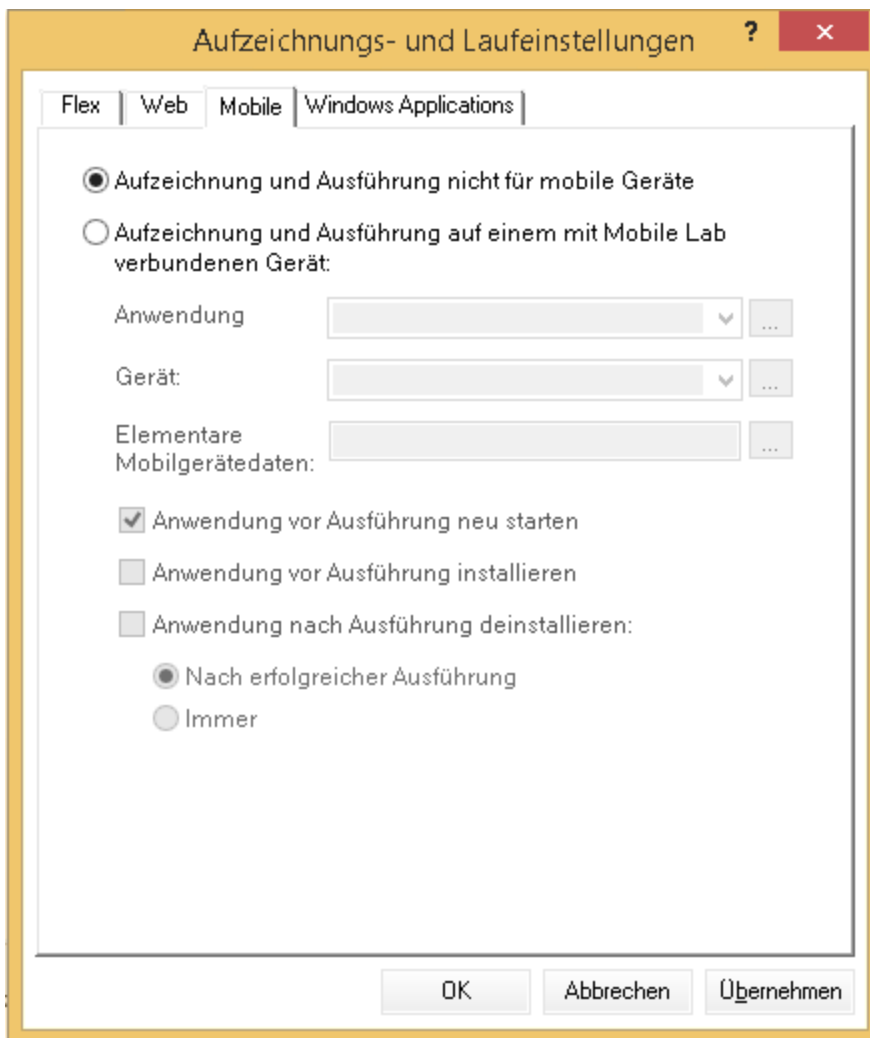 Aufzeichnungs- und Laufeinstellungen ?
Flex Web Mobile Windows Applications
Aufzeichnung und Ausführung nicht für mobile Geräte
Aufzeichnung und Ausführung auf einem mit Mobile Lab
verbundenen Gerät:
Anwendung ...
Gerät: ...
Elementare
Mobilgerätedaten: ...
Anwendung vor Ausführung neu starten
Anwendung vor Ausführung installieren
Anwendung nach Ausführung deinstallieren:
Nach erfolgreicher Ausführung
Immer
OK Abbrechen Übernehmen